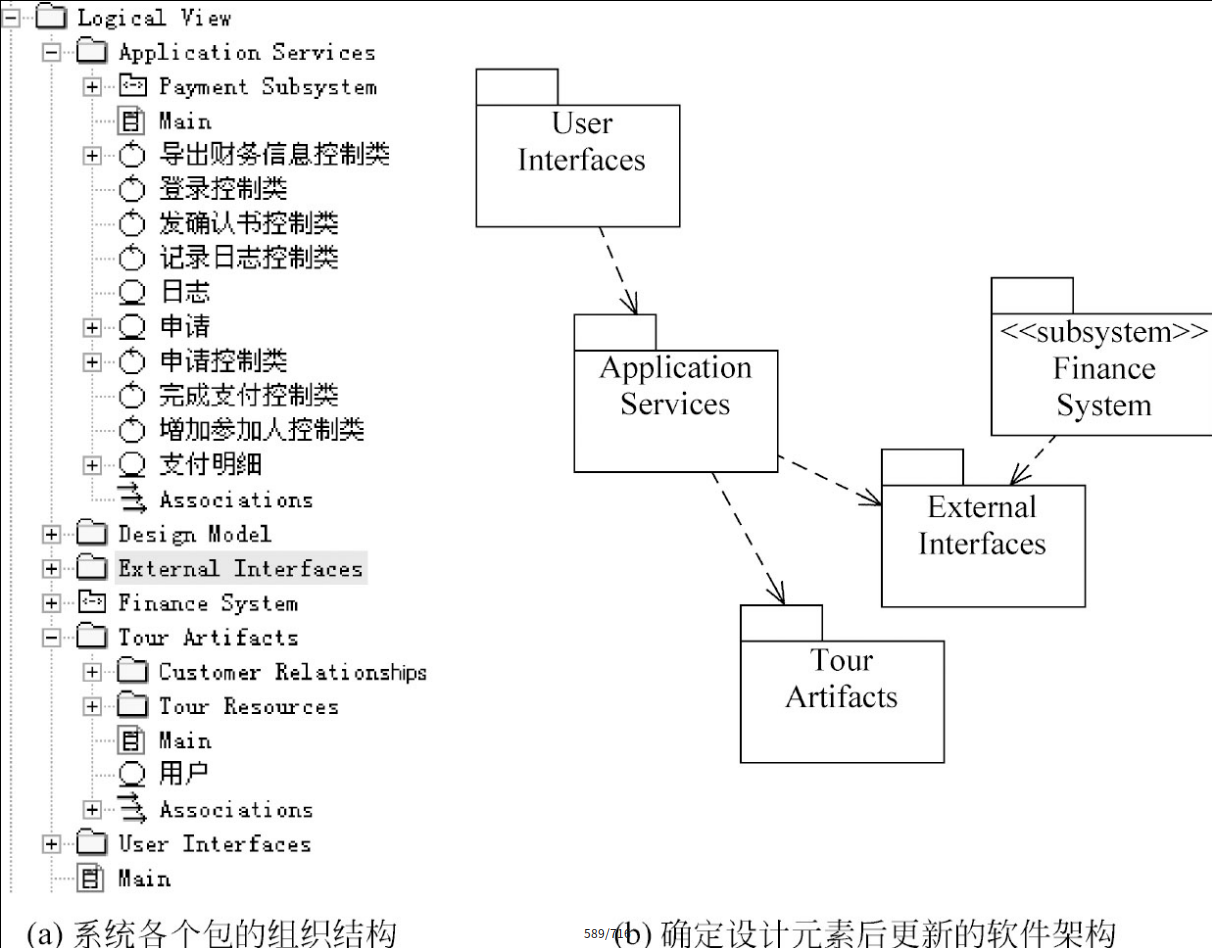 Logical View
Application Services
Payment Subsystem
Main
导出财务信息控制类
登录控制类
发确认书控制类
记录日志控制类
日志
申请
申请控制类
完成支付控制类
增加参加人控制类
支付明细
Associations
Design Model
External Interfaces
Finance System
Tour Artifacts
Customer Relationships
Tour Resources
Main
用户
Associations
User Interfaces
Main
(a) 系统各个包的组织结构
User
Interfaces
Application
Services
<<subsystem>>
Finance
System
External
Interfaces
Tour
Artifacts
(b) 确定设计元素后更新的软件架构
589/716